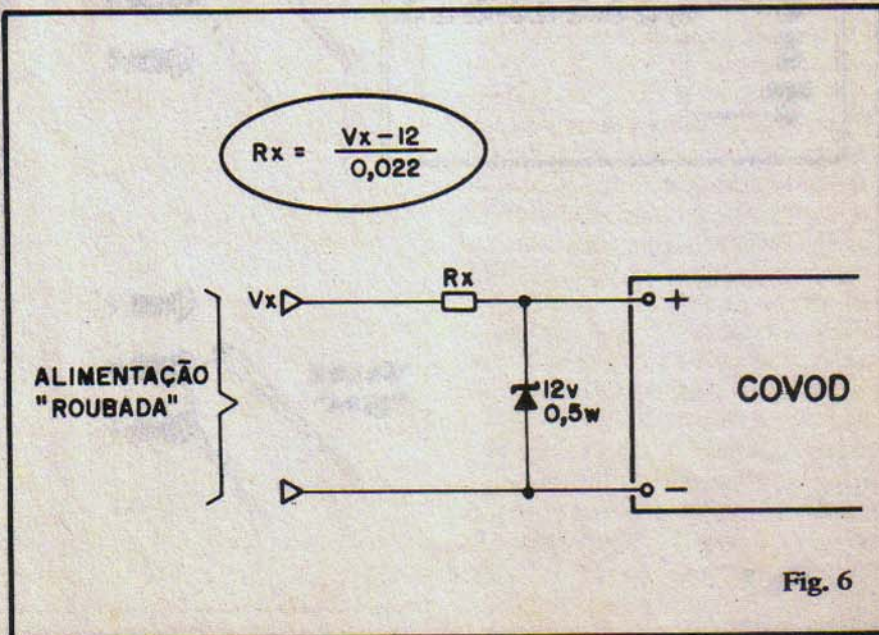 Rx = Vx-12
0,022
Rx
Vx
+
ALIMENTAÇÃO
"ROUBADA"
12v
0,5w
COVOD
-
Fig. 6